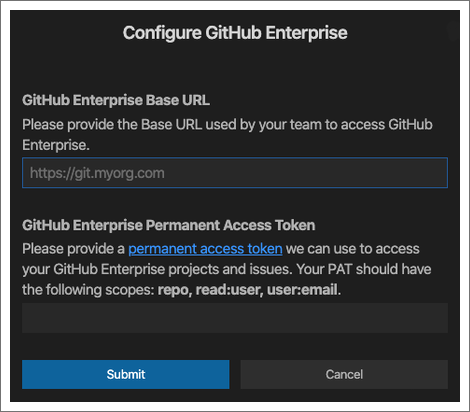 Configure GitHub Enterprise
GitHub Enterprise Base URL
Please provide the Base URL used by your team to access GitHub
Enterprise.
https://git.myorg.com
GitHub Enterprise Permanent Access Token
Please provide a permanent access token we can use to access
your GitHub Enterprise projects and issues. Your PAT should have
the following scopes: repo, read:user, user:email.
Submit
Cancel